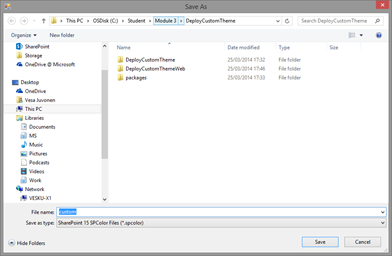 Save As
This PC OSDisk (C:) Student Module 3 DeployCustomTheme Search DeployCustomTheme
Organize New folder
Name Date modified Type
SharePoint
Storage
OneDrive @ Microsoft
Desktop
OneDrive
Vesa Juvonen
This PC
Libraries
Documents
MS
Music
Pictures
Podcasts
Videos
Work
Network
VESKU-X1
DeployCustomTheme 25/03/2014 17:32 File folder
DeployCustomThemeWeb 25/03/2014 17:46 File folder
packages 25/03/2014 17:33 File folder
File name: custom
Save as type: SharePoint 15 SPColor Files (*.spcolor)
Hide Folders Save Cancel